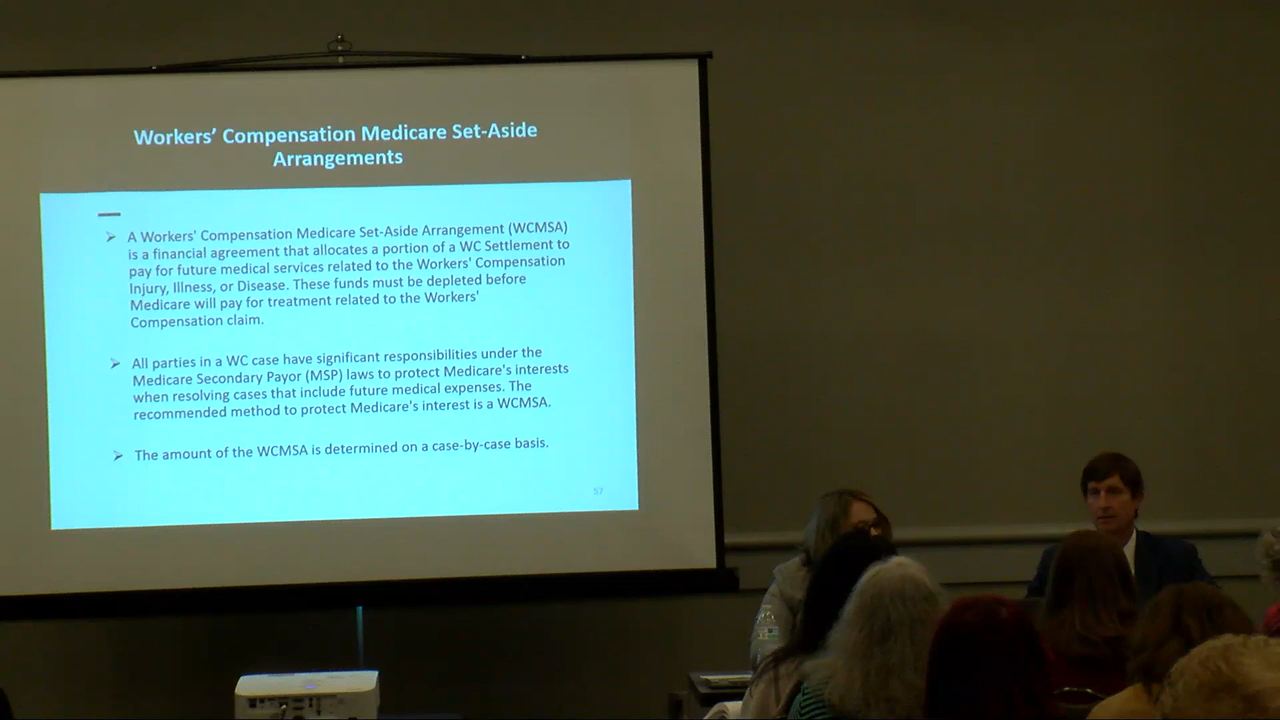 Workers' Compensation Medicare Set-Aside
Arrangements
A Workers' Compensation Medicare Set-Aside Arrangement (WCMSA)
is a financial agreement that allocates a portion of a WC Settlement to
pay for future medical services related to the Workers' Compensation
Injury, Illness, or Disease. These funds must be depleted before
Medicare will pay for treatment related to the Workers'
Compensation claim.
All parties in a WC case have significant responsibilities under the
Medicare Secondary Payor (MSP) laws to protect Medicare's interests
when resolving cases that include future medical expenses. The
recommended method to protect Medicare's interest is a WCMSA.
The amount of the WCMSA is determined on a case-by-case basis.
57